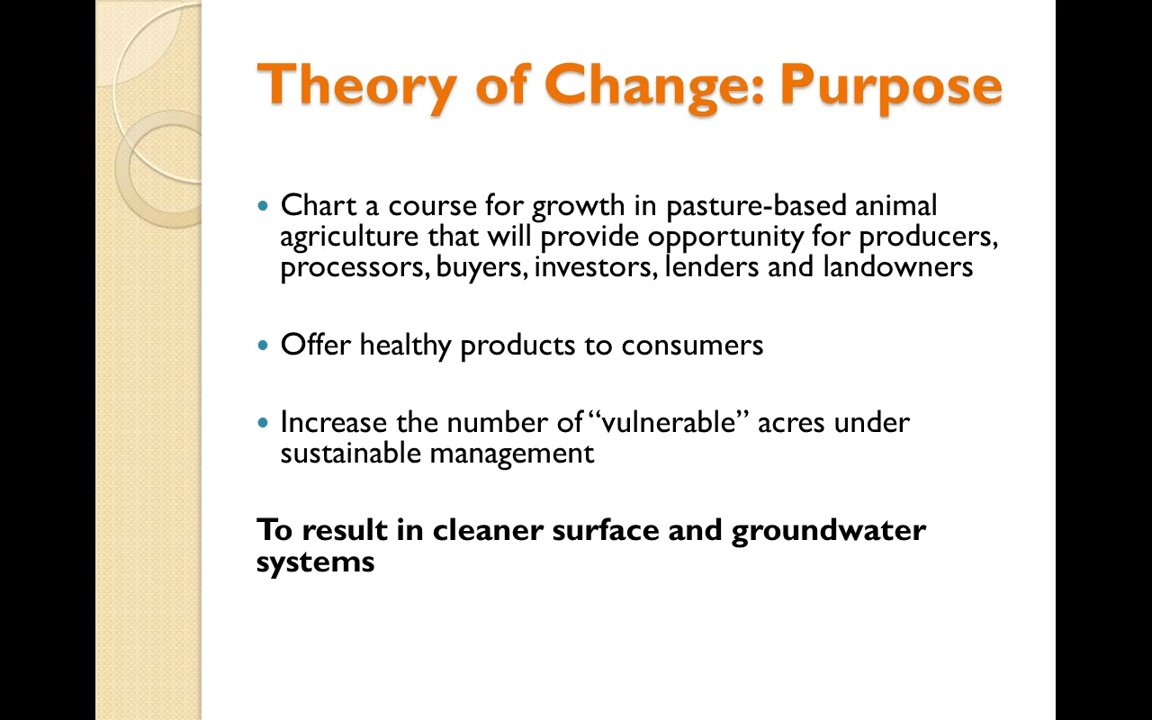 Theory of Change: Purpose
• Chart a course for growth in pasture-based animal
agriculture that will provide opportunity for producers,
processors, buyers, investors, lenders and landowners
• Offer healthy products to consumers
• Increase the number of “vulnerable” acres under
sustainable management
To result in cleaner surface and groundwater
systems